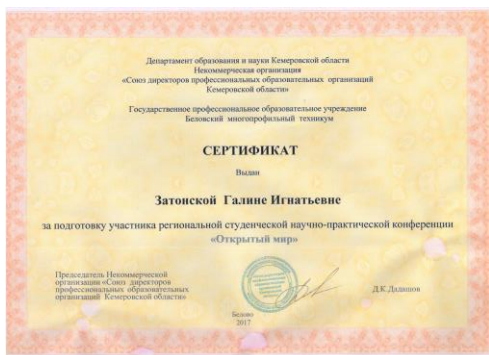 Департамент образования и науки Кемеровской области
Некоммерческая организация
«Союз директоров профессиональных образовательных организаций
Кемеровской области»
Государственное профессиональное образовательное учреждение
Беловский многопрофильный техникум
СЕРТИФИКАТ
Выдан
Затонской Галине Игнатьевне
за подготовку участника региональной студенческой научно-практической конференции
«Открытый мир»
Председатель Некоммерческой
организации «Союз директоров
профессиональных образовательных
организаций Кемеровской области»
Д.К Данилов
Белово
2017